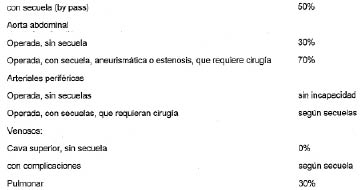 con secuela (by pass) 50%
Aorta abdominal
Operada, sin secuela 30%
Operada, con secuela, aneurismática o estenosis, que requiere cirugía 70%
Arteriales periféricas
Operada, sin secuelas sin incapacidad
Operada, con secuelas, que requieran cirugía según secuelas
Venosos:
Cava superior, sin secuela 0%
con complicaciones según secuela
Pulmonar 30%